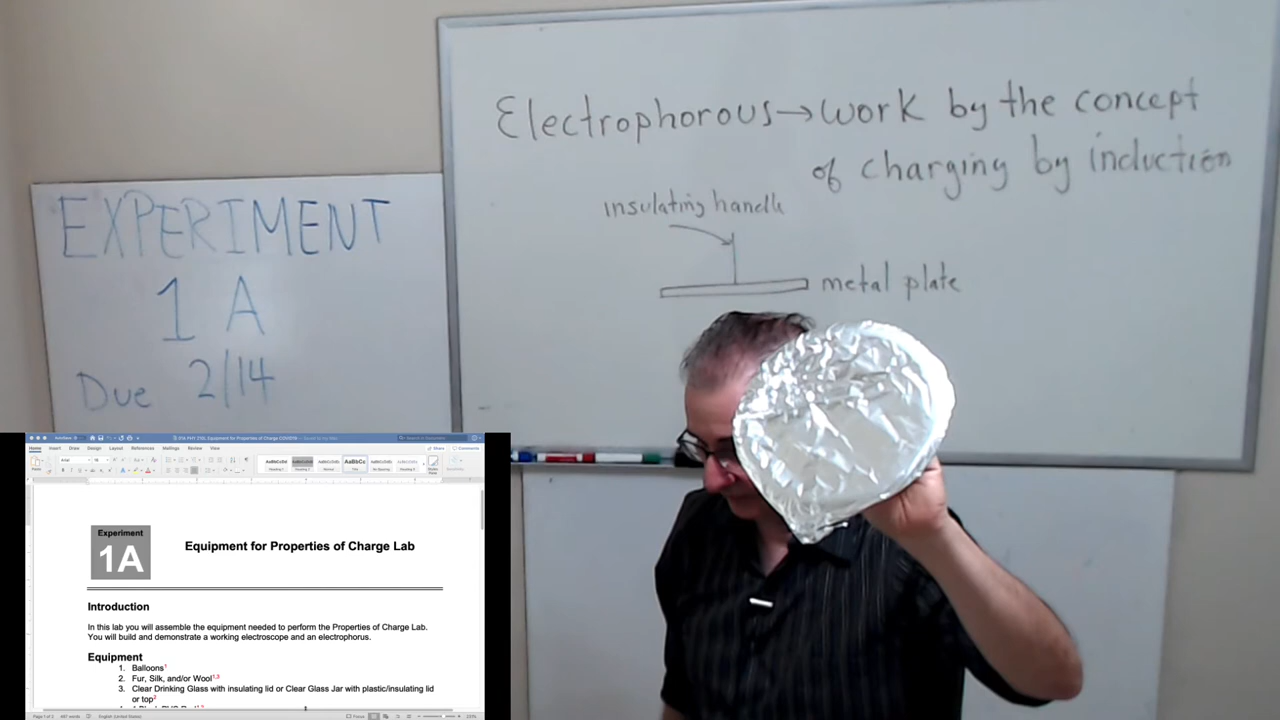 Electrophorous → work by the concept
of charging by induction
insulating handle
metal plate
EXPERIMENT
1 A
Due 2/14
Experiment
1A
Equipment for Properties of Charge Lab
Introduction
In this lab you will assemble the equipment needed to perform the Properties of Charge Lab.
You will build and demonstrate a working electroscope and an electrophorus.
Equipment
1. Balloons1
2. Fur, Silk, and/or Wool1,3
3. Clear Drinking Glass with insulating lid or Clear Glass Jar with plastic/insulating lid
or top2